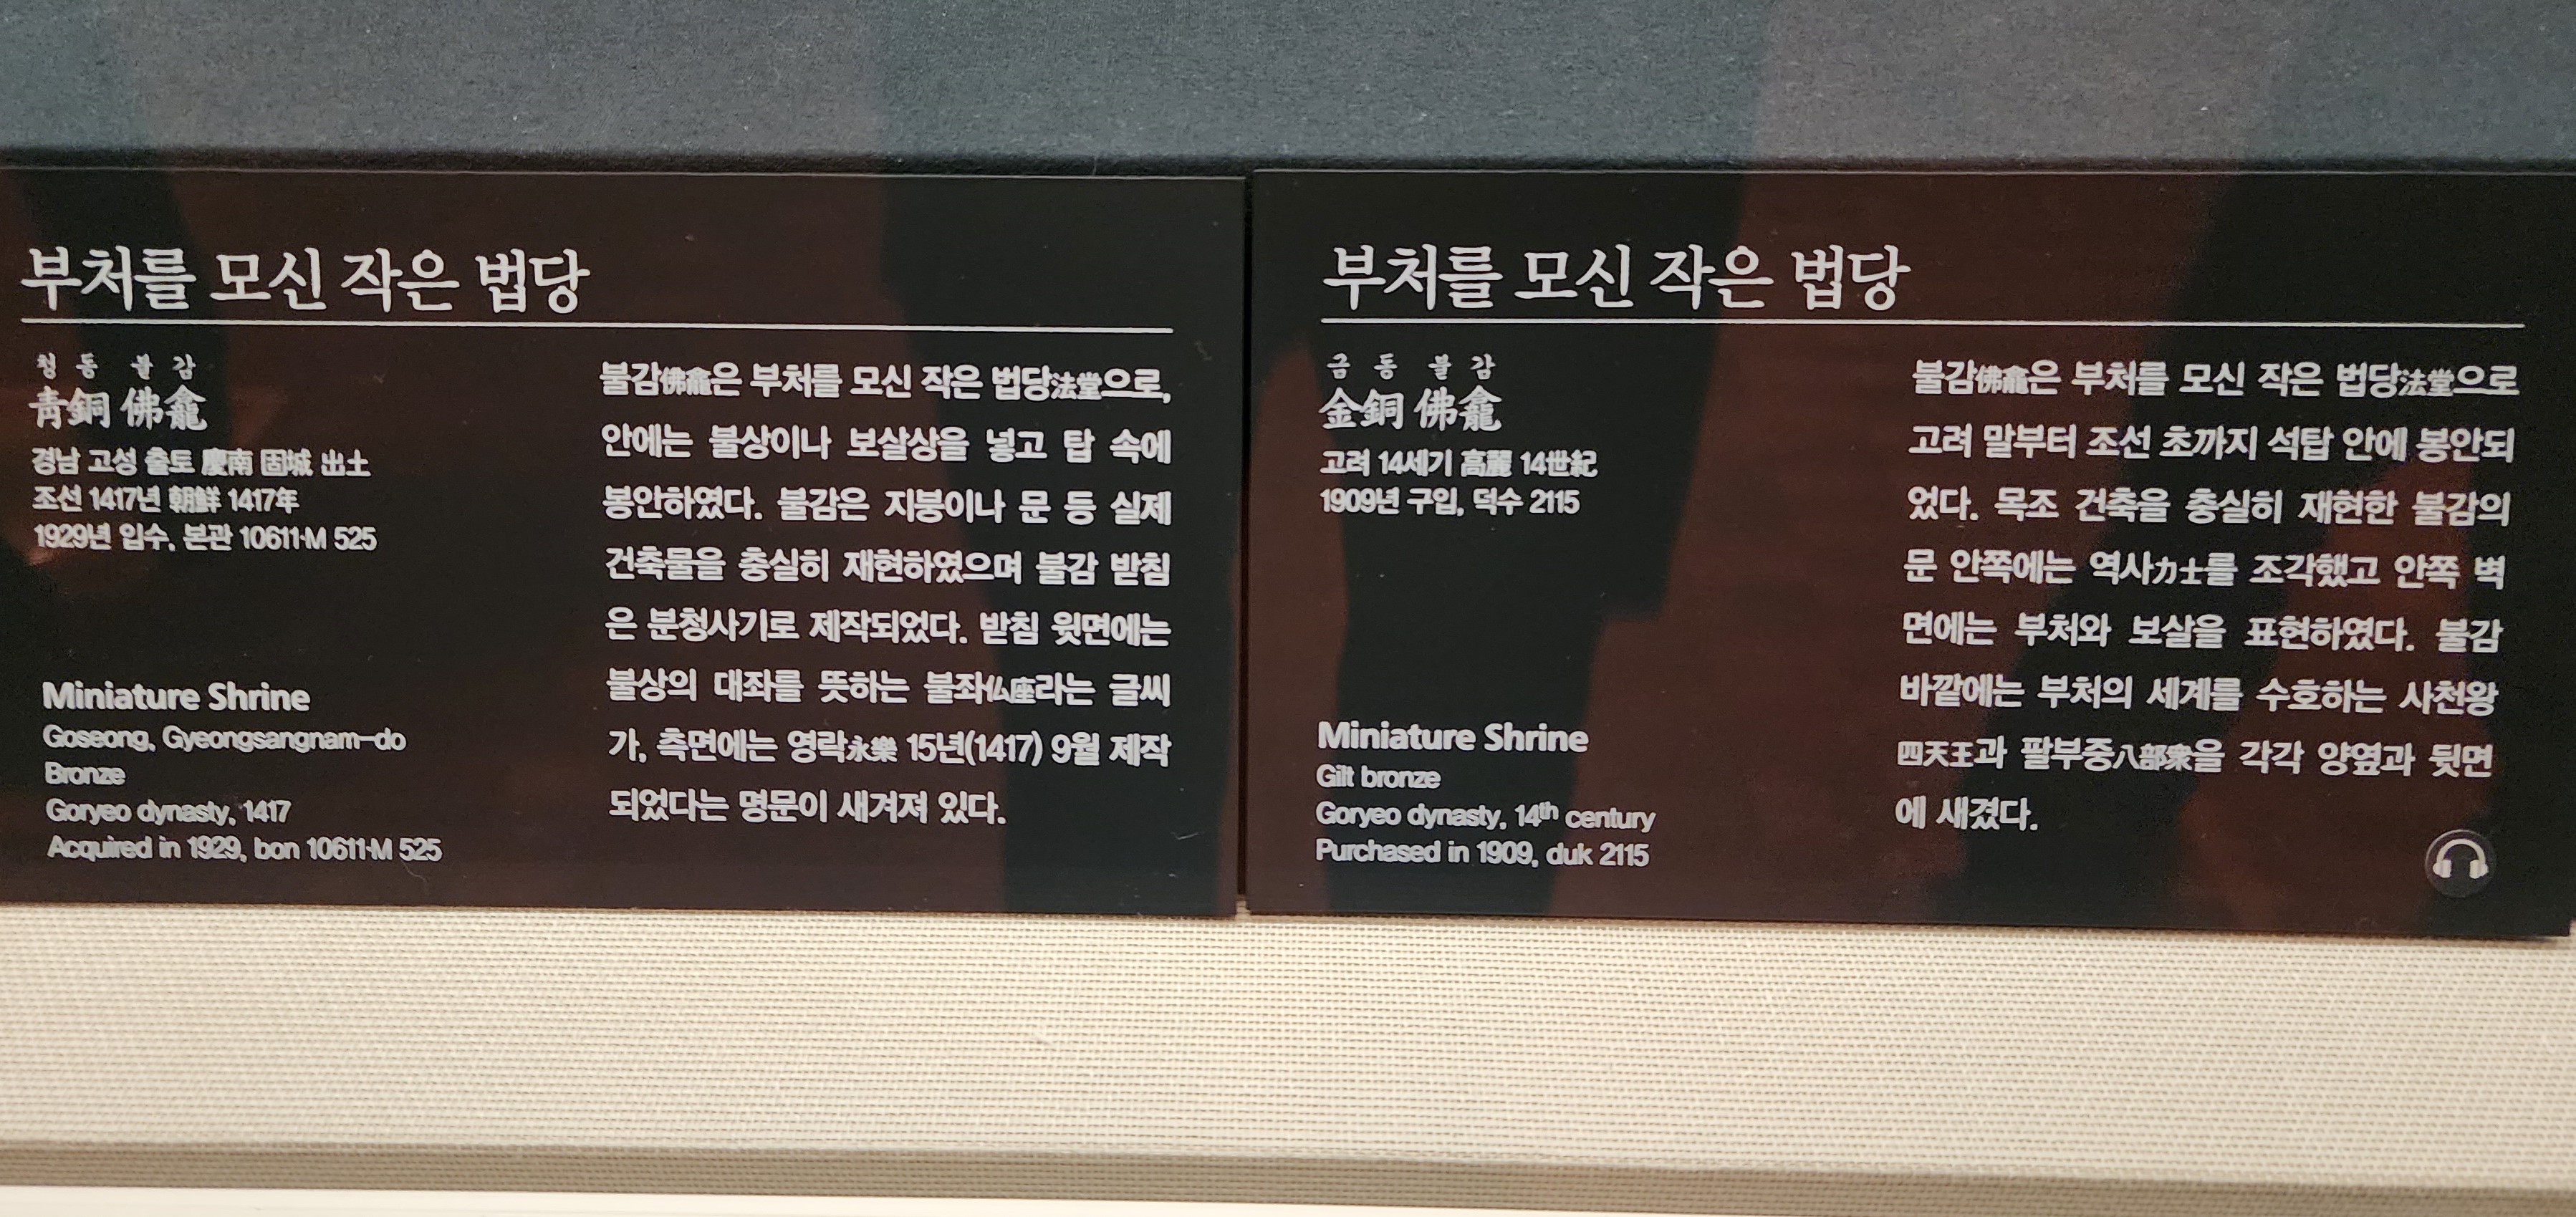 부처를 모신 작은 법당
청동 불감
靑銅 佛龕
경남 고성 출토 慶南 固城 出土
조선 1417년 朝鮮 1417年
1929년 입수, 본관 10611·M 525
Miniature Shrine
Goseong, Gyeongsangnam-do
Bronze
Goryeo dynasty, 1417
Acquired in 1929, bon 10611·M 525
불감佛龕은 부처를 모신 작은 법당法堂으로,
안에는 불상이나 보살상을 넣고 탑 속에
봉안하였다. 불감은 지붕이나 문 등 실제
건축물을 충실히 재현하였으며 불감 받침
은 분청사기로 제작되었다. 받침 윗면에는
불상의 대좌를 뜻하는 불좌仏座라는 글씨
가, 측면에는 영락永樂 15년(1417) 9월 제작
되었다는 명문이 새겨져 있다.
부처를 모신 작은 법당
금동 불감
金銅 佛龕
고려 14세기 高麗 14世紀
1909년 구입, 덕수 2115
Miniature Shrine
Gilt bronze
Goryeo dynasty, 14th century
Purchased in 1909, duk 2115
불감佛龕은 부처를 모신 작은 법당法堂으로
고려 말부터 조선 초까지 석탑 안에 봉안되
었다. 목조 건축을 충실히 재현한 불감의
문 안쪽에는 역사力士를 조각했고 안쪽 벽
면에는 부처와 보살을 표현하였다. 불감
바깥에는 부처의 세계를 수호하는 사천왕
四天王과 팔부중八部衆을 각각 양옆과 뒷면
에 새겼다.